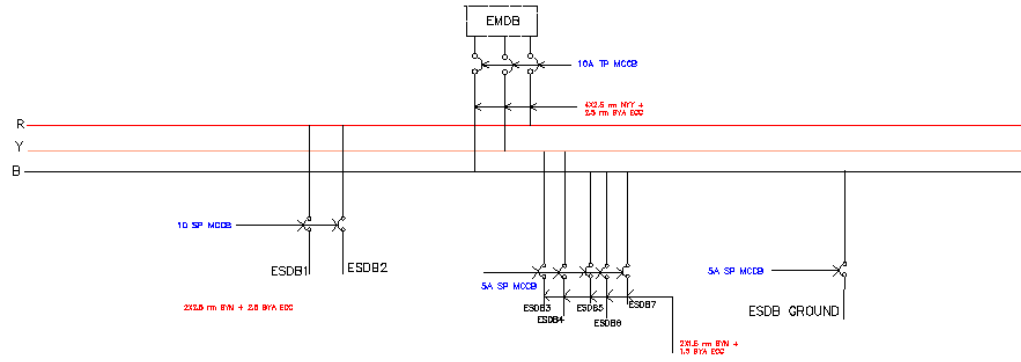 EMDB
10A TP MCCB
4X2.5 rm NYY +
2.5 rm BYA ECC
R
Y
B
10 SP MCCB
ESDB1
ESDB2
5A SP MCCB
ESDB3
ESDB4
ESDB5
ESDB6
ESDB7
5A SP MCCB
ESDB GROUND
2X2.5 rm BYN + 2.5 BYA ECC
2X1.5 rm BYN +
1.5 BYA ECC